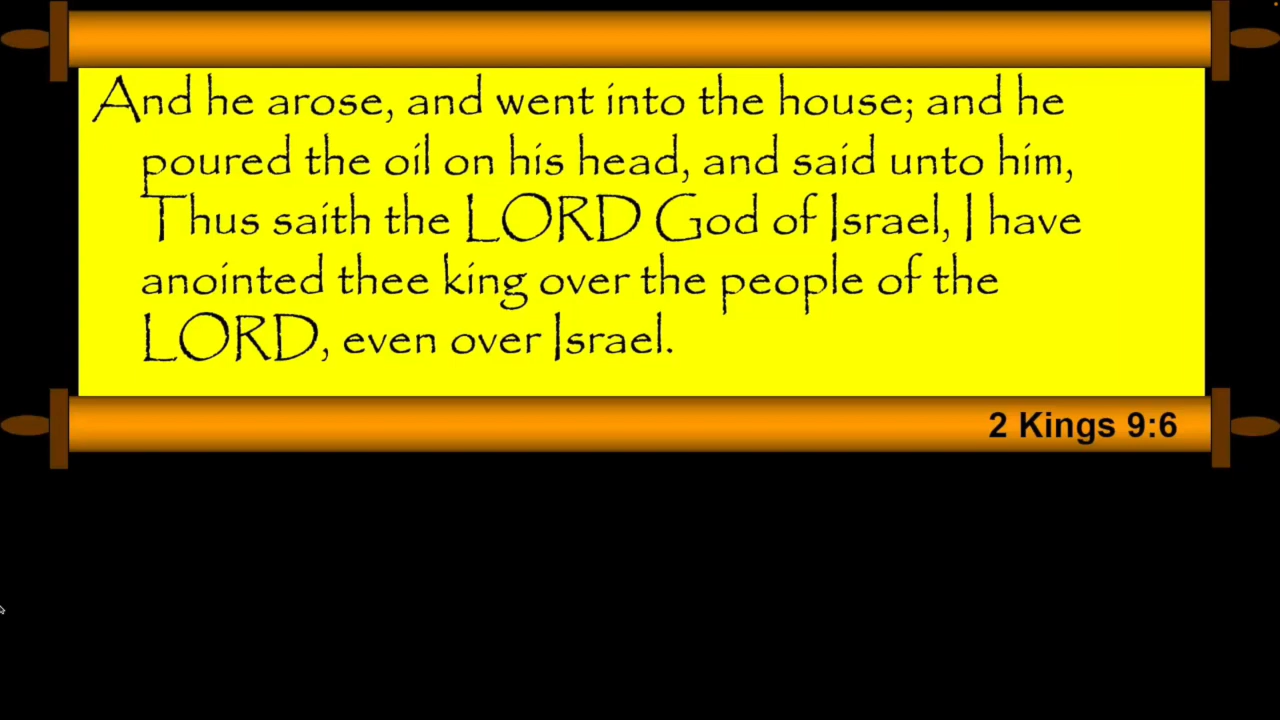 And he arose, and went into the house; and he
poured the oil on his head, and said unto him,
Thus saith the LORD God of Israel, I have
anointed thee king over the people of the
LORD, even over Israel.
2 Kings 9:6